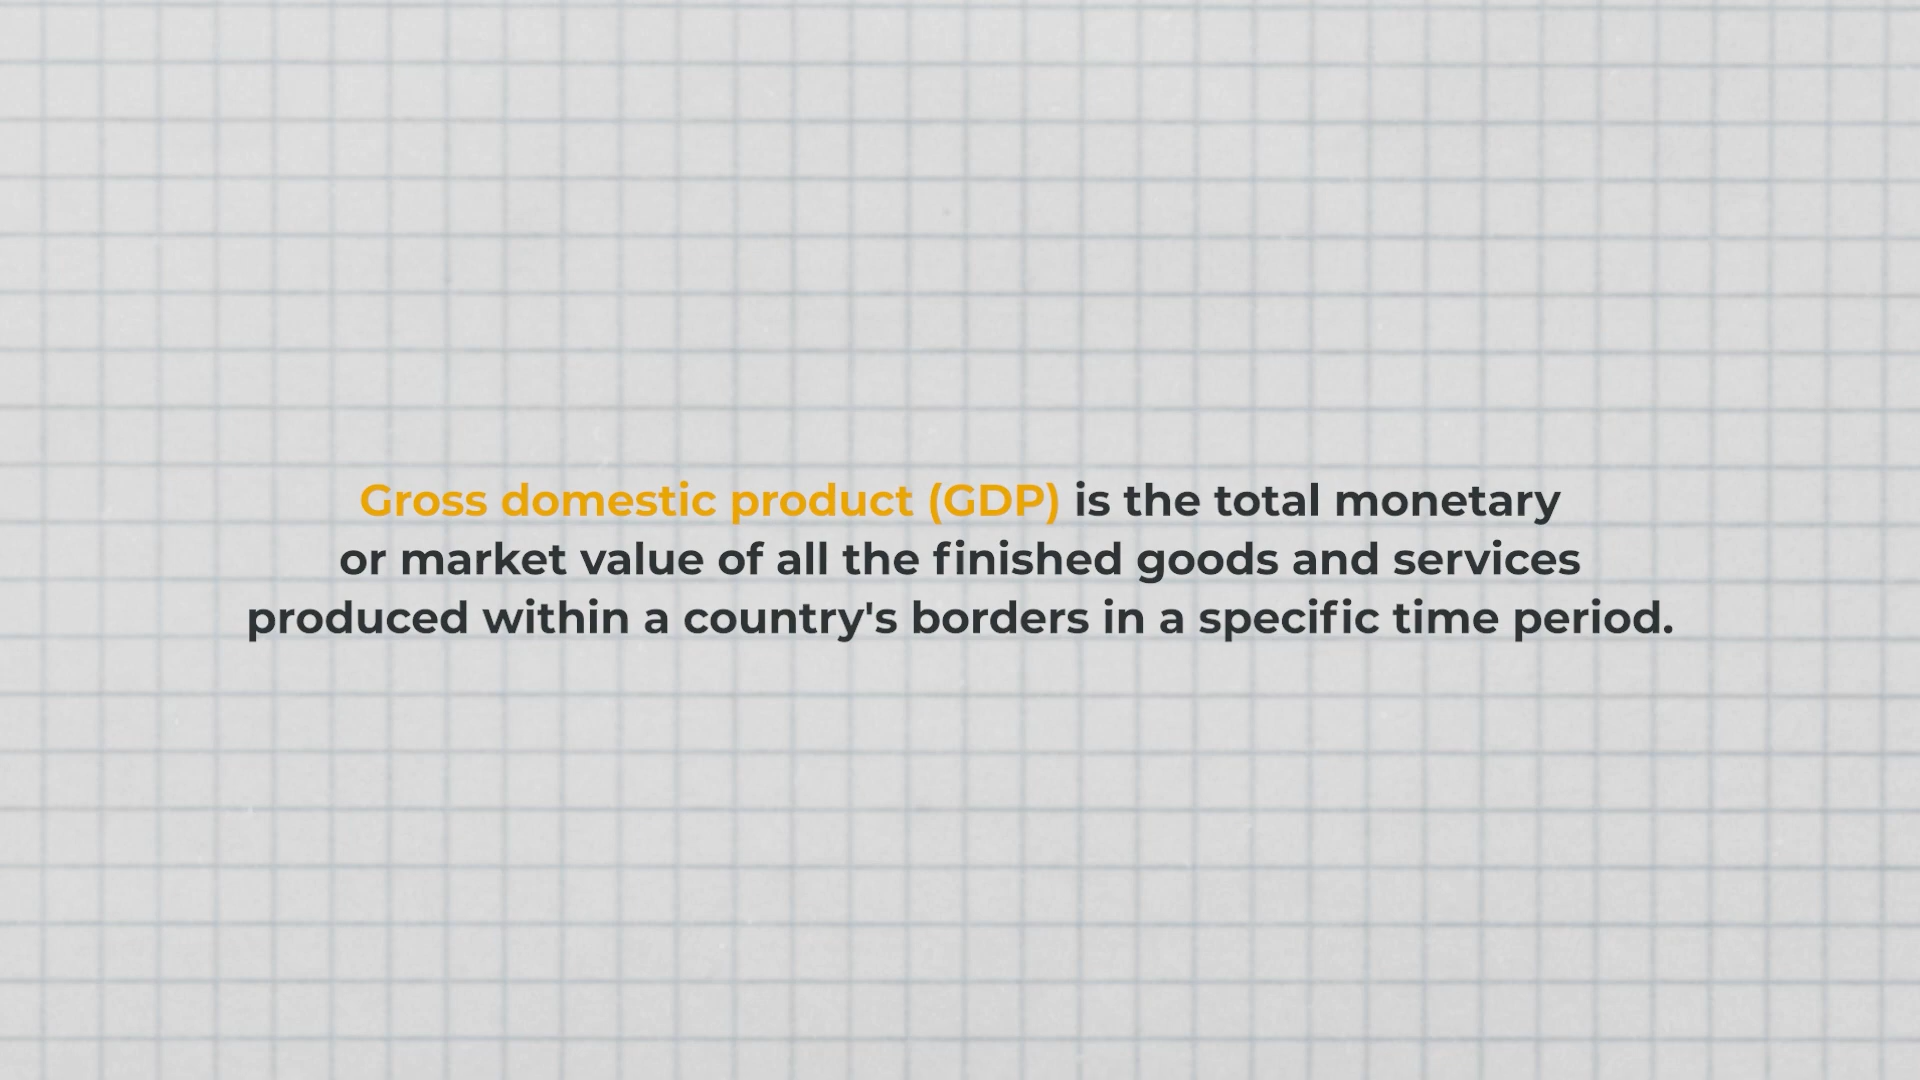 Gross domestic product (GDP) is the total monetary
or market value of all the finished goods and services
produced within a country's borders in a specific time period.